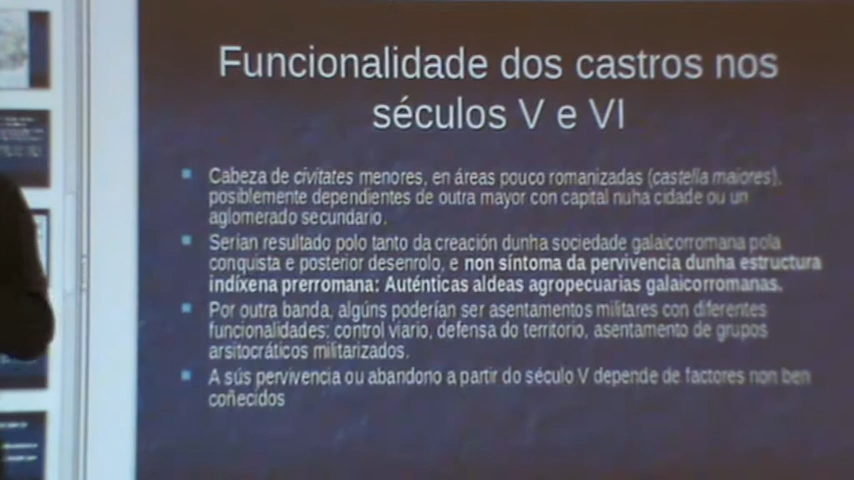 Funcionalidade dos castros nos
séculos V e VI
Cabeza de civitates menores, en áreas pouco romanizadas (castella maiores),
posiblemente dependientes de outra mayor con capital nuha cidade ou un
aglomerado secundario.
Serían resultado polo tanto da creación dunha sociedade galaicorromana pola
conquista e posterior desenrolo, e non síntoma da pervivencia dunha estructura
indíxena prerromana: Auténticas aldeas agropecuarias galaicorromanas.
Por outra banda, algúns poderían ser asentamentos militares con diferentes
funcionalidades: control viario, defensa do territorio, asentamento de grupos
arsitocráticos militarizados.
A sús pervivencia ou abandono a partir do século V depende de factores non ben
coñecidos